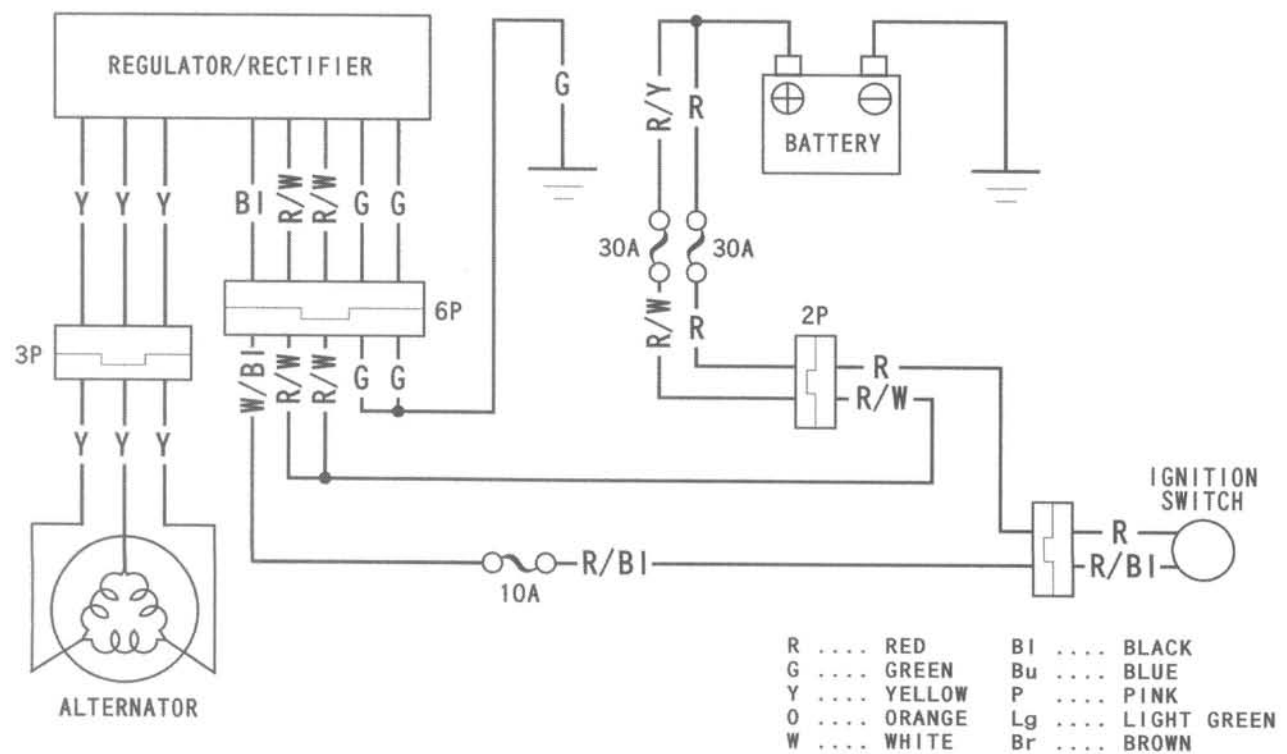 REGULATOR/RECTIFIER
G
R/Y
R
BATTERY
Y Y Y
Bl R/W R/W G G
30A 30A
6P
3P
R/W R
2P
R
R/W
W/Bl R/W R/W G G
Y Y Y
IGNITION
SWITCH
R
R/Bl
R/Bl
10A
ALTERNATOR
R .... RED Bl .... BLACK
G .... GREEN Bu .... BLUE
Y .... YELLOW P .... PINK
O .... ORANGE Lg .... LIGHT GREEN
W .... WHITE Br .... BROWN